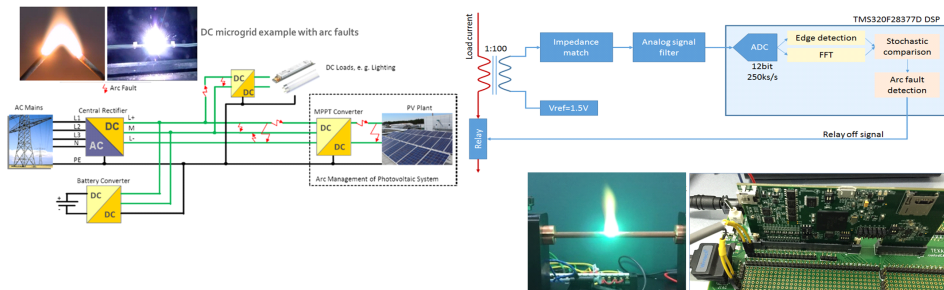 DC microgrid example with arc faults
Arc Fault
DC
DC
DC Loads, e. g. Lighting
AC Mains
Central Rectifier
L1
L2
L3
N
PE
DC
AC
L+
M
L-
MPPT Converter
DC
DC
PV Plant
Arc Management of Photovoltaic System
Battery Converter
DC
DC
Load current
1:100
Impedance
match
Analog signal
filter
Vref=1.5V
Relay
TMS320F28377D DSP
ADC
12bit
250ks/s
Edge detection
FFT
Stochastic
comparison
Arc fault
detection
Relay off signal